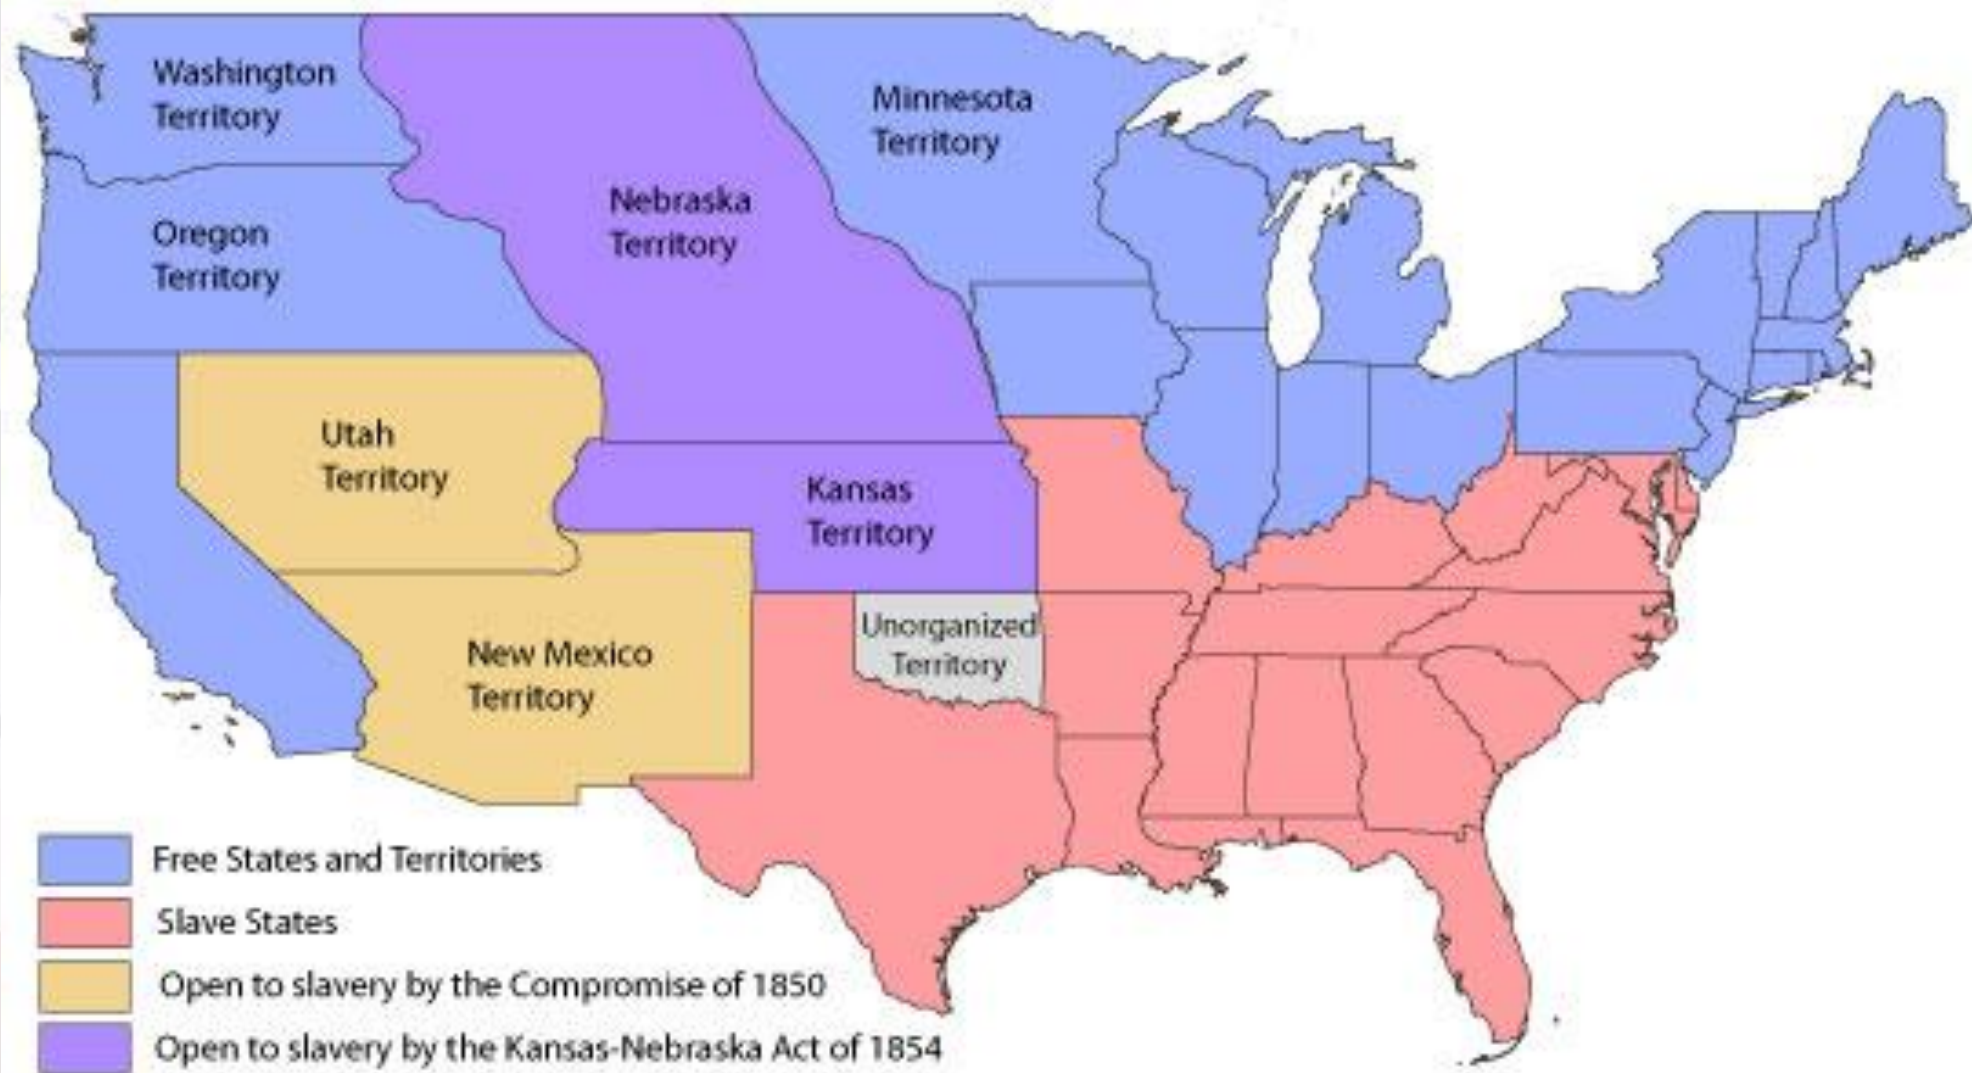 Washington
Territory
Minnesota
Territory
Nebraska
Territory
Oregon
Territory
Utah
Territory
Kansas
Territory
Unorganized
Territory
New Mexico
Territory
Free States and Territories
Slave States
Open to slavery by the Compromise of 1850
Open to slavery by the Kansas-Nebraska Act of 1854